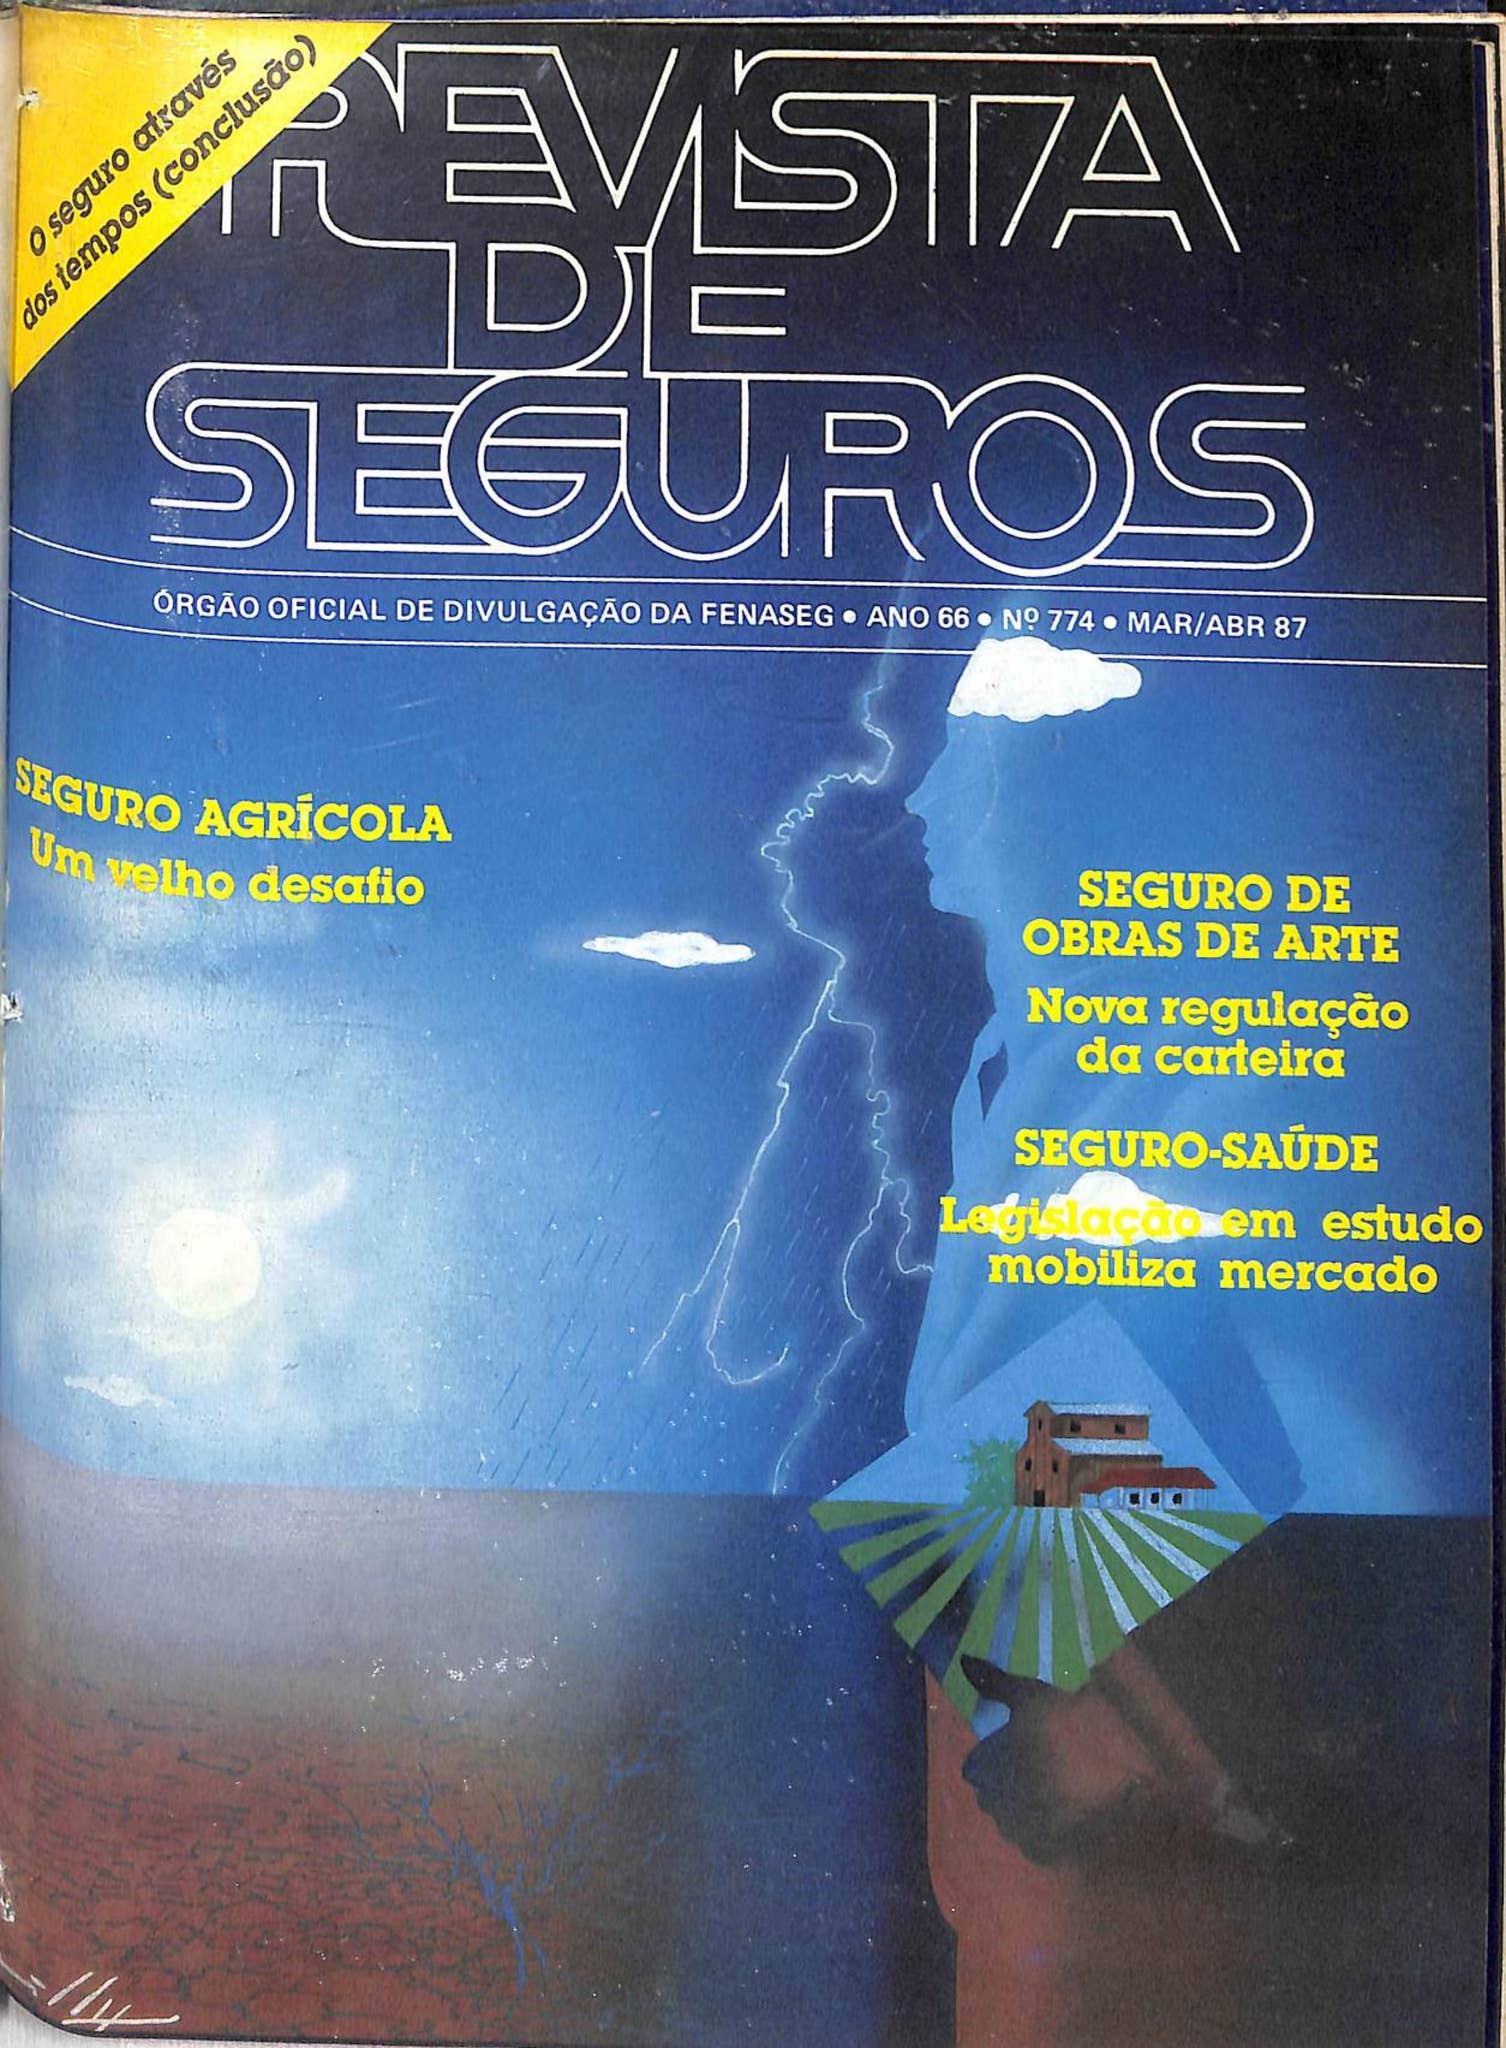 O seguro através
dos tempos (conclusão)
REVISTA
DE
SEGUROS
ÓRGÃO OFICIAL DE DIVULGAÇÃO DA FENASEG • ANO 66 • Nº 774 • MAR/ABR 87
SEGURO AGRÍCOLA
Um velho desafio
SEGURO DE
OBRAS DE ARTE
Nova regulação
da carteira
SEGURO-SAÚDE
Legislação em estudo
mobiliza mercado